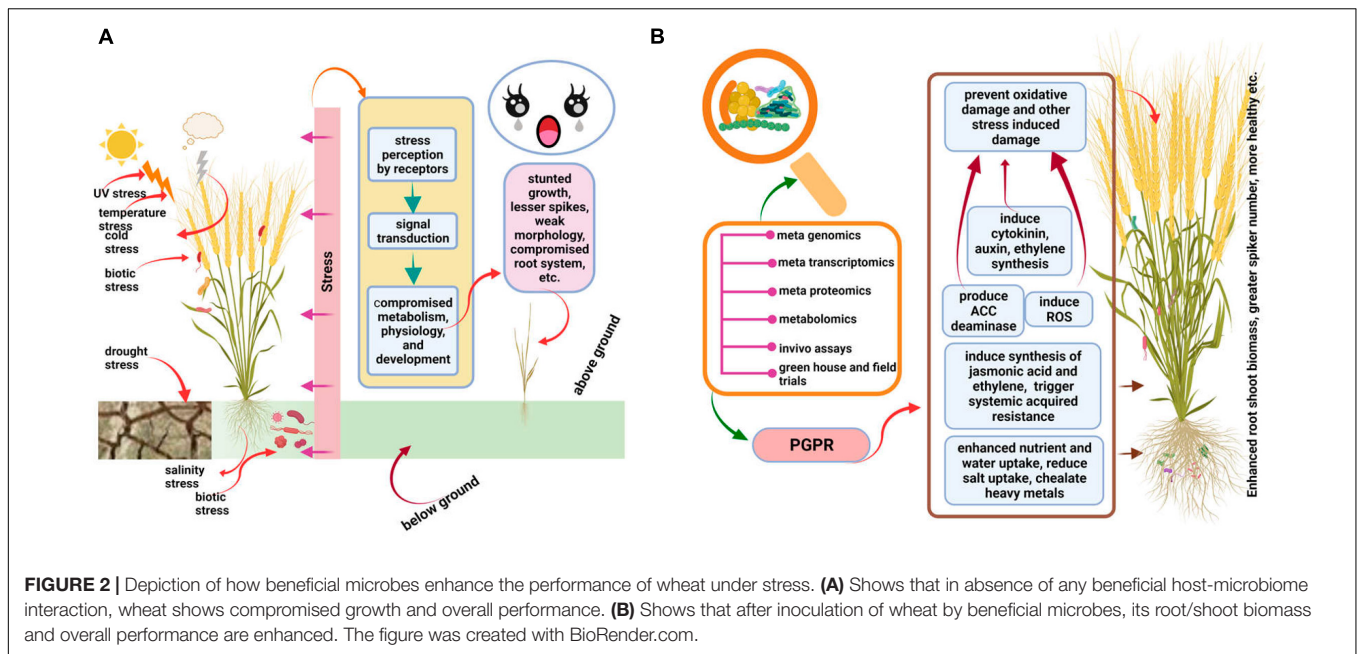 A
UV stress
temperature
stress
cold
stress
biotic
stress
drought
stress
salinity
stress
biotic
stress
Stress
stress
perception
by receptors
signal
transduction
compromised
metabolism,
physiology,
and
development
stunted
growth,
lesser spikes,
weak
morphology,
compromised
root system,
etc.
above ground
below ground
B
meta genomics
meta transcriptomics
meta proteomics
metabolomics
invivo assays
green house and field
trials
PGPR
prevent oxidative
damage and other
stress induced
damage
induce
cytokinin,
auxin, ethylene
synthesis
produce
ACC
deaminase
induce
ROS
induce synthesis of
jasmonic acid and
ethylene, trigger
systemic acquired
resistance
enhanced nutrient and
water uptake, reduce
salt uptake, chealate
heavy metals
Enhanced root shoot biomass, greater spiker number, more healthy etc.
FIGURE 2 | Depiction of how beneficial microbes enhance the performance of wheat under stress. (A) Shows that in absence of any beneficial host-microbiome
interaction, wheat shows compromised growth and overall performance. (B) Shows that after inoculation of wheat by beneficial microbes, its root/shoot biomass
and overall performance are enhanced. The figure was created with BioRender.com.